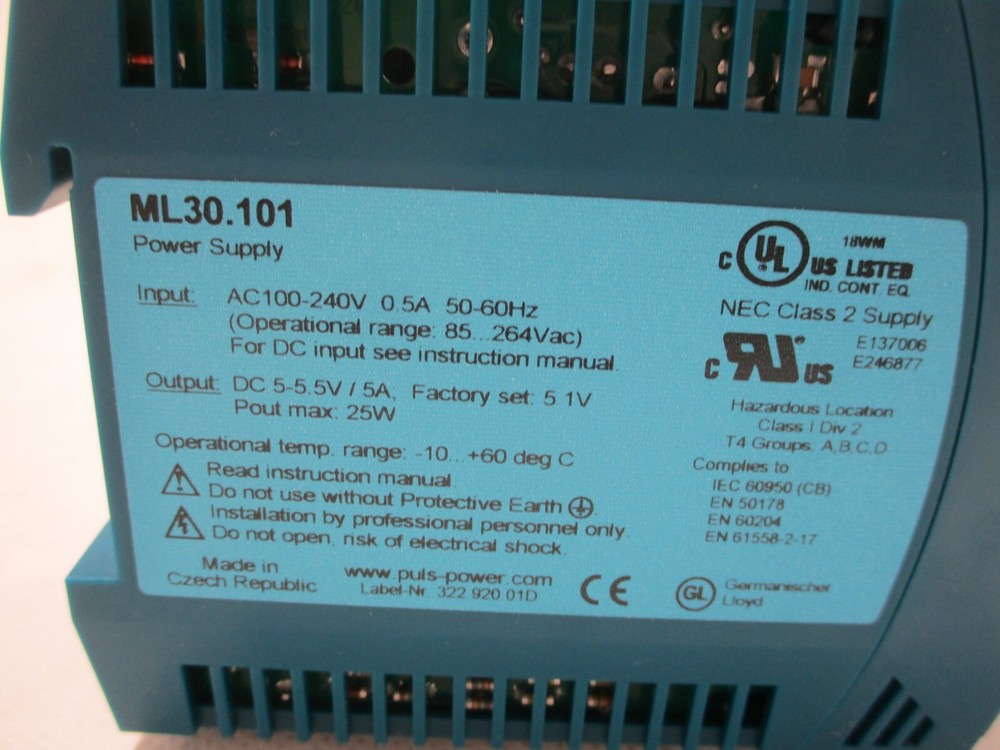 ML30.101
Power Supply
Input: AC100-240V 0.5A 50-60Hz
(Operational range: 85...264Vac)
For DC input see instruction manual.
Output: DC 5-5.5V / 5A, Factory set: 5.1V
Pout max: 25W
Operational temp. range: -10...+60 deg C
Read instruction manual.
Do not use without Protective Earth
Installation by professional personnel only.
Do not open, risk of electrical shock.
Made in
Czech Republic
www.puls-power.com
Label-Nr. 322.920.01D
CE
GL
Germanischer
Lloyd
18WM
C UL US LISTED
IND. CONT. EQ.
NEC Class 2 Supply
E137006
E246877
C RU US
Hazardous Location
Class I Div 2
T4 Groups: A,B,C,D
Complies to
IEC 60950 (CB)
EN 50178
EN 60204
EN 61558-2-17